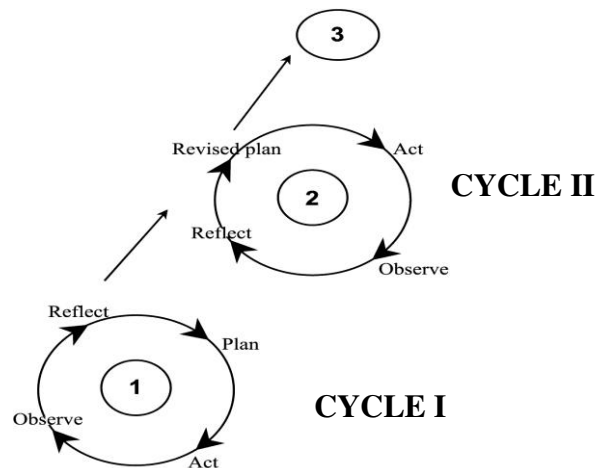 3
Revised plan
Act
2
CYCLE II
Reflect
Observe
Reflect
Plan
1
CYCLE I
Observe
Act